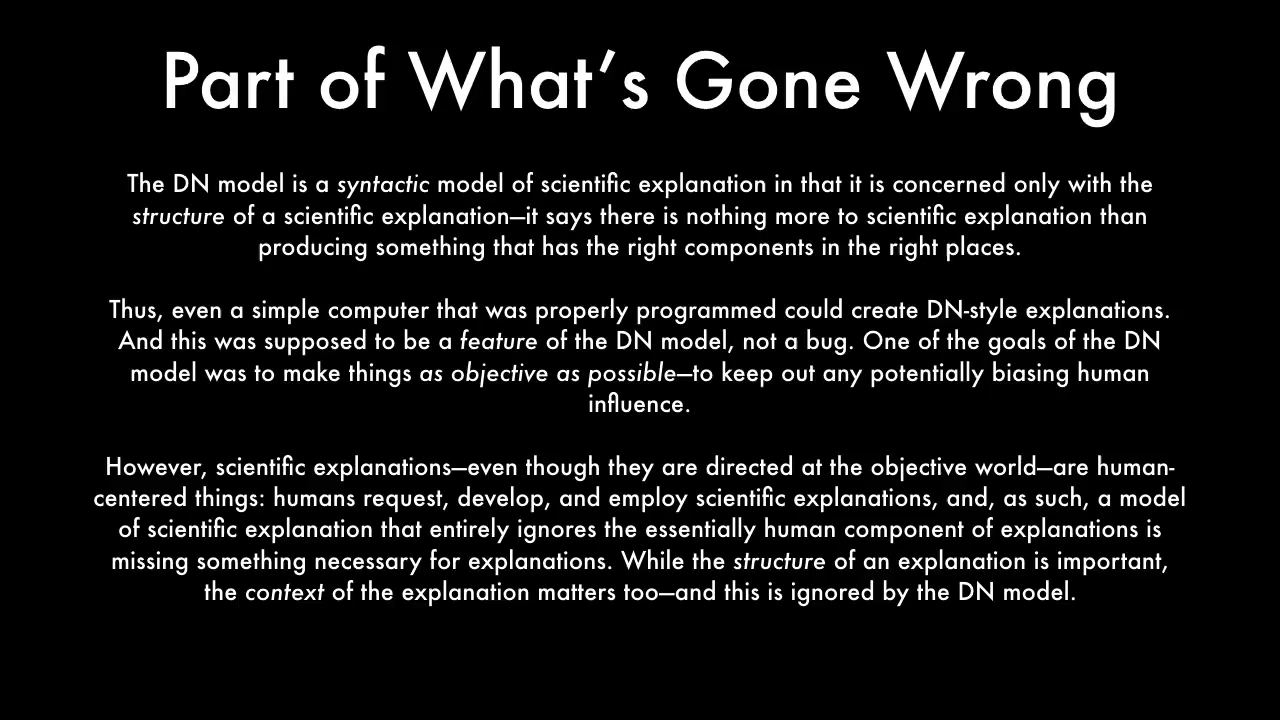 Part of What’s Gone Wrong
The DN model is a syntactic model of scientific explanation in that it is concerned only with the
structure of a scientific explanation—it says there is nothing more to scientific explanation than
producing something that has the right components in the right places.
Thus, even a simple computer that was properly programmed could create DN-style explanations.
And this was supposed to be a feature of the DN model, not a bug. One of the goals of the DN
model was to make things as objective as possible—to keep out any potentially biasing human
influence.
However, scientific explanations—even though they are directed at the objective world—are human-
centered things: humans request, develop, and employ scientific explanations, and, as such, a model
of scientific explanation that entirely ignores the essentially human component of explanations is
missing something necessary for explanations. While the structure of an explanation is important,
the context of the explanation matters too—and this is ignored by the DN model.